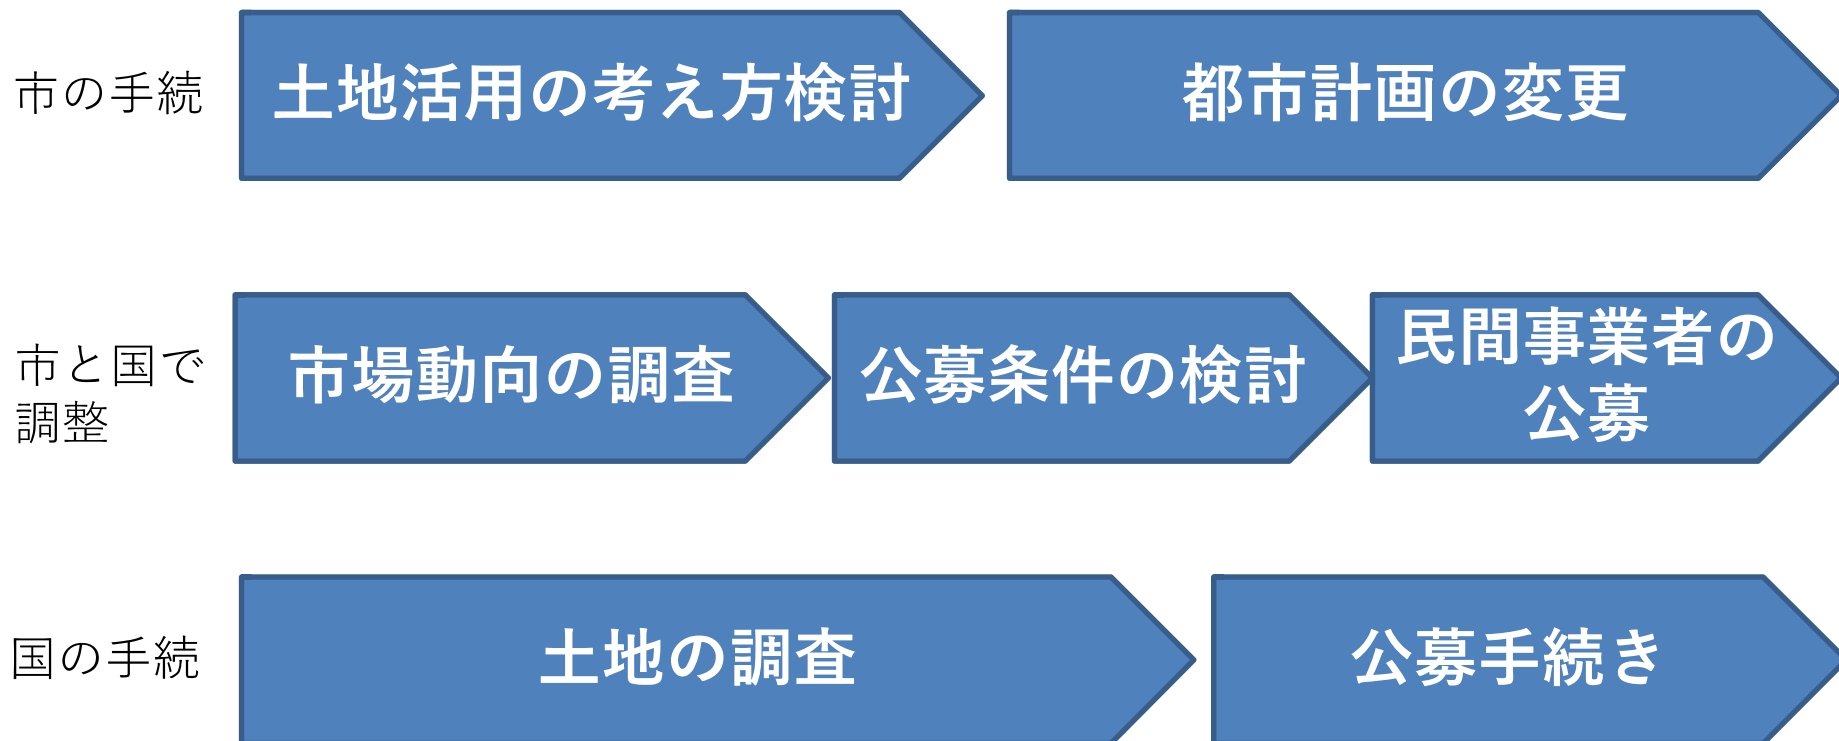 市の手続
土地活用の考え方検討
都市計画の変更
市と国で
調整
市場動向の調査
公募条件の検討
民間事業者の
公募
国の手続
土地の調査
公募手続き